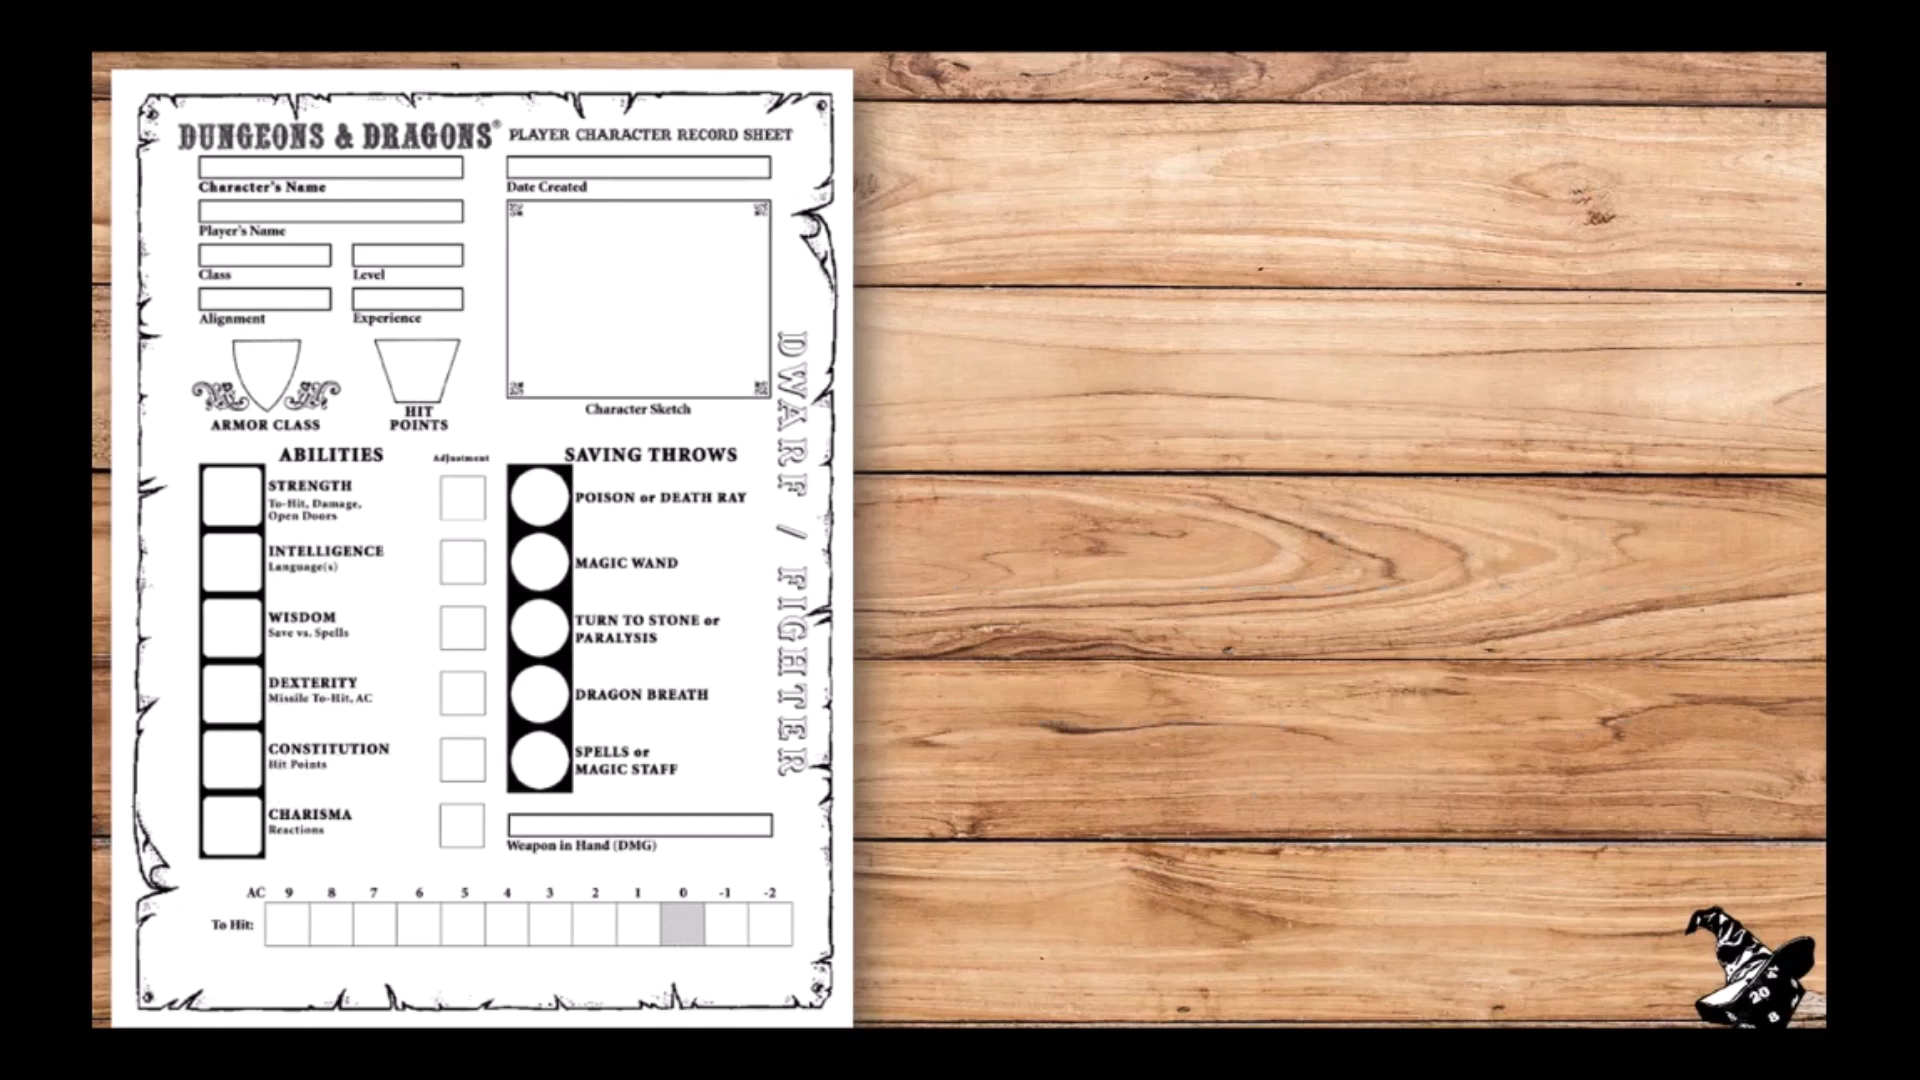 DUNGEONS & DRAGONS® PLAYER CHARACTER RECORD SHEET
Character's Name
Date Created
Player's Name
Class
Level
Alignment
Experience
ARMOR CLASS
HIT
POINTS
Character Sketch
DWARF / FIGHTER
ABILITIES
Adjustment
STRENGTH
To-Hit, Damage,
Open Doors
INTELLIGENCE
Language(s)
WISDOM
Save vs. Spells
DEXTERITY
Missile To-Hit, AC
CONSTITUTION
Hit Points
CHARISMA
Reactions
SAVING THROWS
POISON or DEATH RAY
MAGIC WAND
TURN TO STONE or
PARALYSIS
DRAGON BREATH
SPELLS or
MAGIC STAFF
Weapon in Hand (DMG)
AC 9 8 7 6 5 4 3 2 1 0 -1 -2
To Hit:
14
20
8